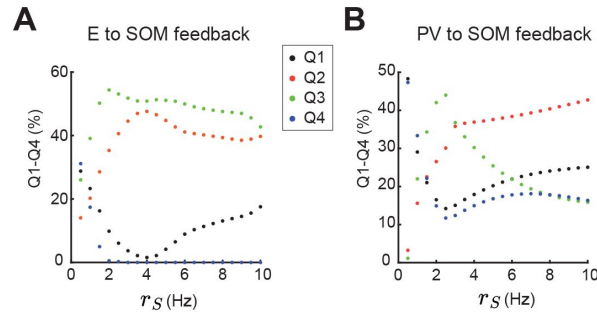 A
E to SOM feedback
60
40
20
0
Q1-Q4 (%)
0 2 4 6 8 10
r_S (Hz)
Q1
Q2
Q3
Q4
B
PV to SOM feedback
50
40
30
20
10
0
Q1-Q4 (%)
0 2 4 6 8 10
r_S (Hz)